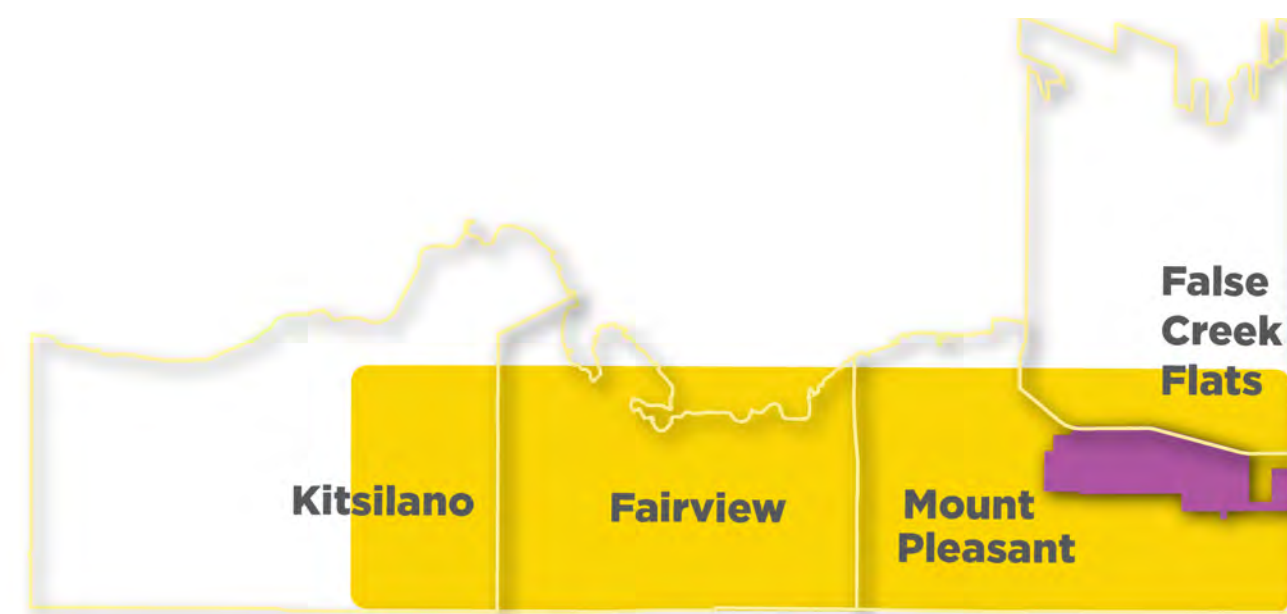 False
Creek
Flats
Kitsilano
Fairview
Mount
Pleasant